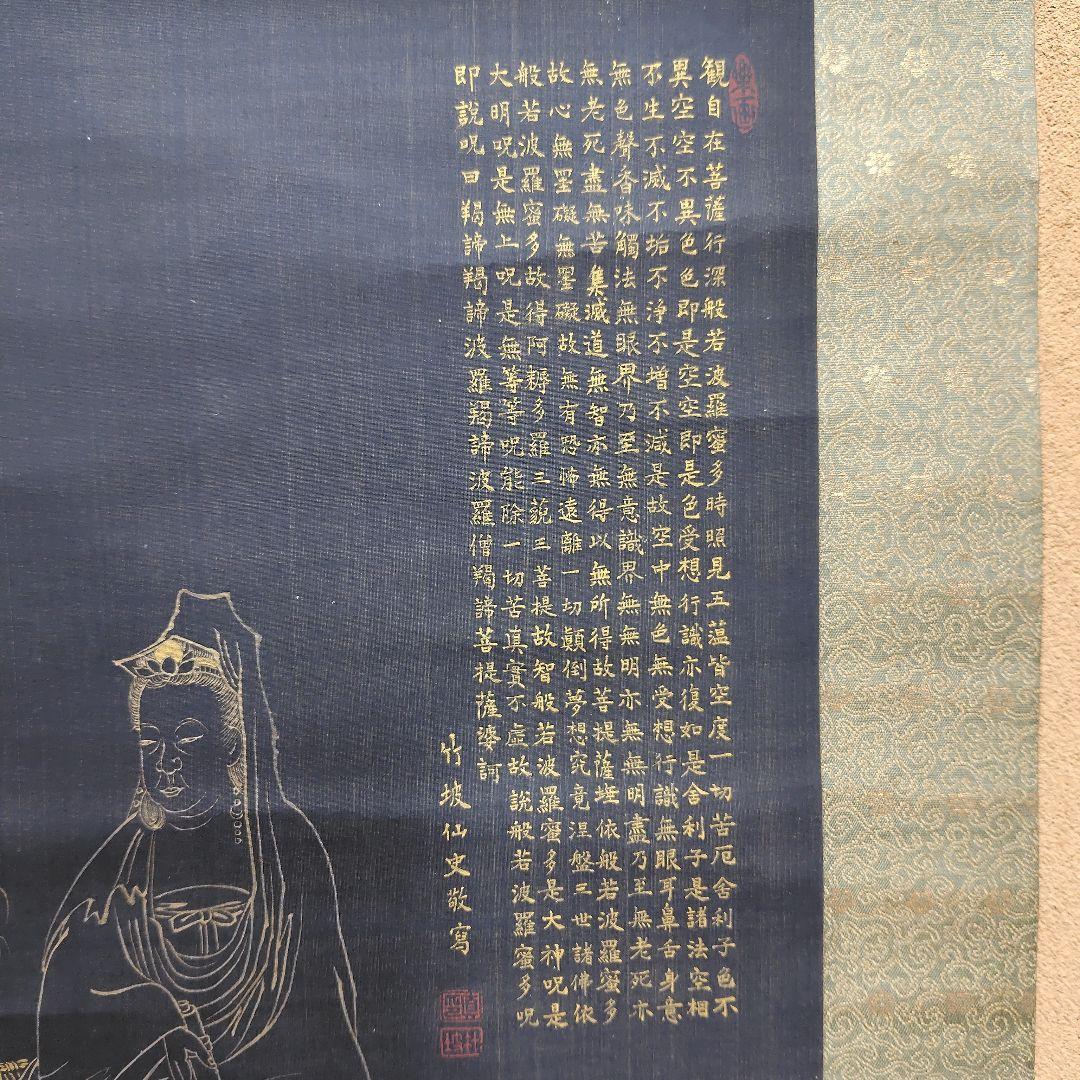 観自在菩薩行深般若波羅蜜多時照見五蘊皆空度一切苦厄舍利子色不
異空空不異色色即是空空即是色受想行識亦復如是舍利子是諸法空相
不生不滅不垢不淨不増不減是故空中無色無受想行識無眼耳鼻舌身意
無色聲香味觸法無眼界乃至無意識界無無明亦無無明盡乃至無老死亦
無老死盡無苦集滅道無智亦無得以無所得故菩提薩埵依般若波羅蜜多
故心無罣礙無罣礙故無有恐怖遠離一切顛倒夢想究竟涅盤三世諸佛依
般若波羅蜜多故得阿耨多羅三藐三菩提故智般若波羅蜜多是大神呪是
大明呪是無上呪是無等等呪能除一切苦真實不虛故說般若波羅蜜多呪
即說呪曰羯諦羯諦波羅羯諦波羅僧羯諦菩提薩婆訶
竹坡仙史敬寫